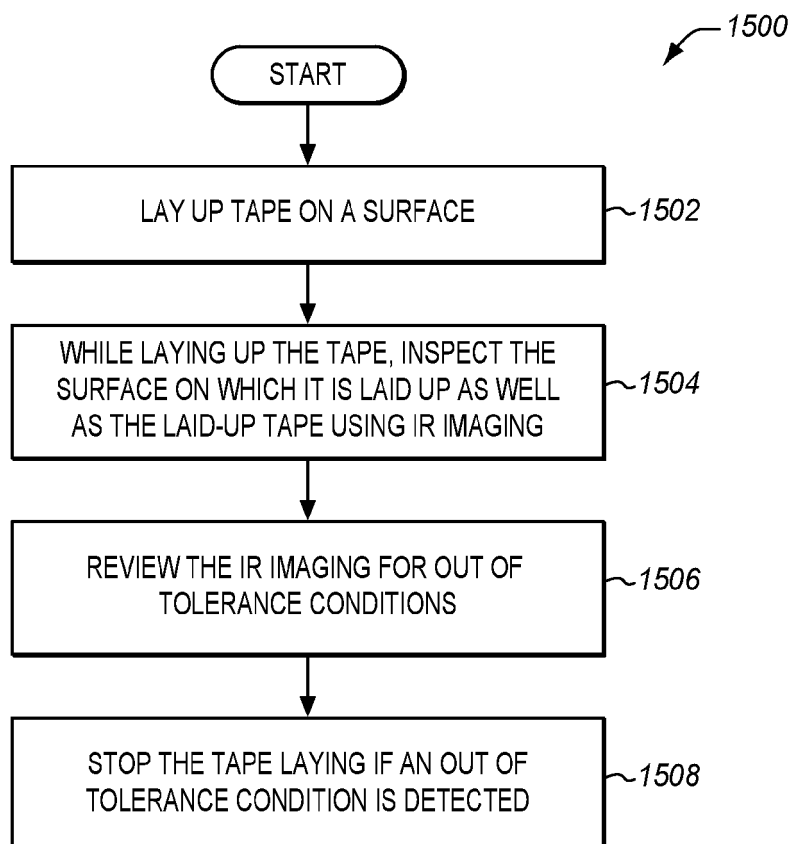 1500
START
LAY UP TAPE ON A SURFACE
1502
WHILE LAYING UP THE TAPE, INSPECT THE
SURFACE ON WHICH IT IS LAID UP AS WELL
AS THE LAID-UP TAPE USING IR IMAGING
1504
REVIEW THE IR IMAGING FOR OUT OF
TOLERANCE CONDITIONS
1506
STOP THE TAPE LAYING IF AN OUT OF
TOLERANCE CONDITION IS DETECTED
1508